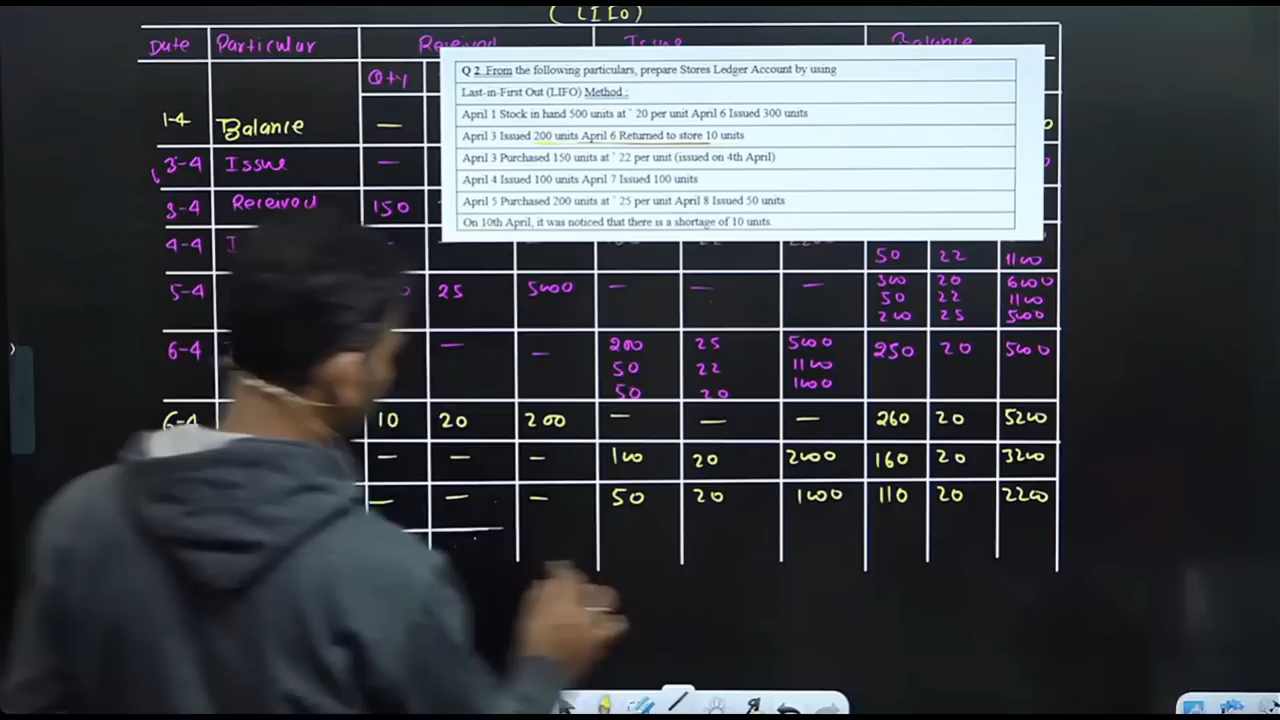 (LIFO)
Date Particular Received Issue Balance
Qty
Q 2 From the following particulars, prepare Stores Ledger Account by using
Last-in-First Out (LIFO) Method :
April 1 Stock in hand 500 units at ` 20 per unit April 6 Issued 300 units
April 3 Issued 200 units April 6 Returned to store 10 units
April 3 Purchased 150 units at ` 22 per unit (issued on 4th April)
April 4 Issued 100 units April 7 Issued 100 units
April 5 Purchased 200 units at ` 25 per unit April 8 Issued 50 units
On 10th April, it was noticed that there is a shortage of 10 units.
1-4 Balance —
3-4 Issue —
3-4 Received 150
4-4 I
50 22 1100
5-4 25 5000 — — — 300 20 6000
50 22 1100
200 25 5000
6-4 — — 200 25 5000 250 20 5000
50 22 1100
50 20 1000
6-4 10 20 200 — — — 260 20 5200
— — — 100 20 2000 160 20 3200
— — — 50 20 1000 110 20 2200